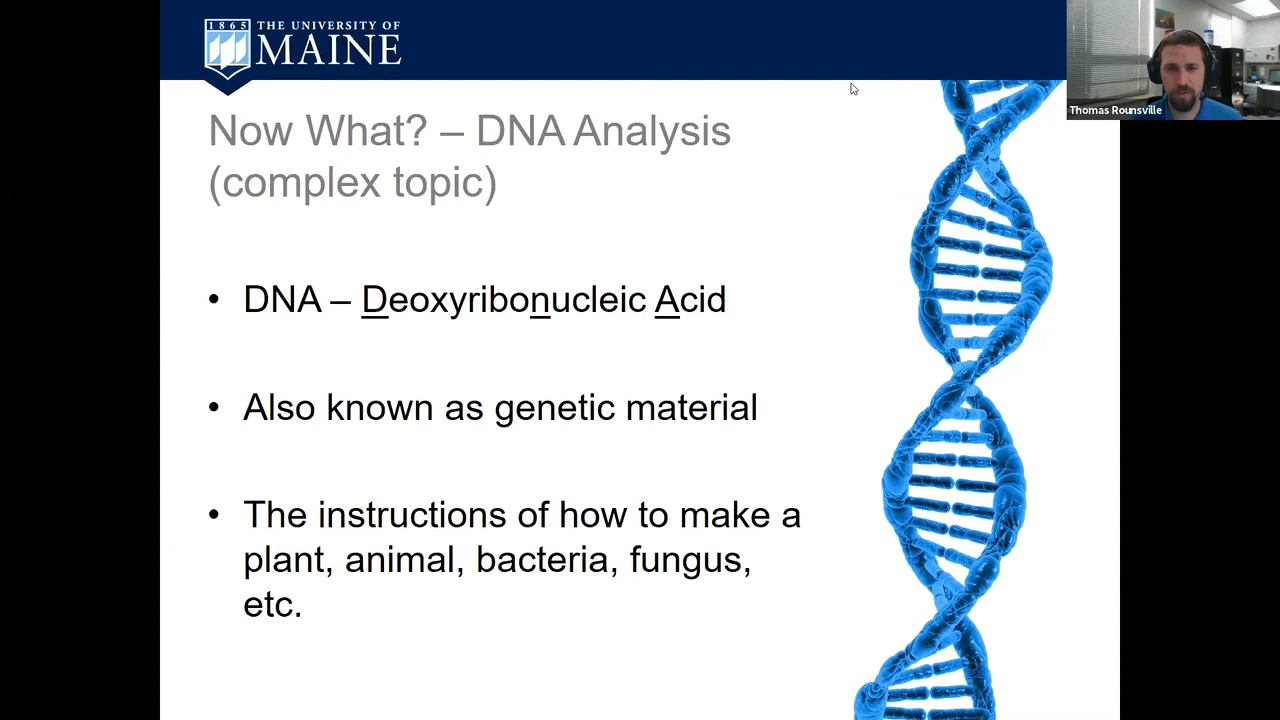 1865
THE UNIVERSITY OF
MAINE
Thomas Rounsville
Now What? – DNA Analysis
(complex topic)
• DNA – Deoxyribonucleic Acid
• Also known as genetic material
• The instructions of how to make a
plant, animal, bacteria, fungus,
etc.